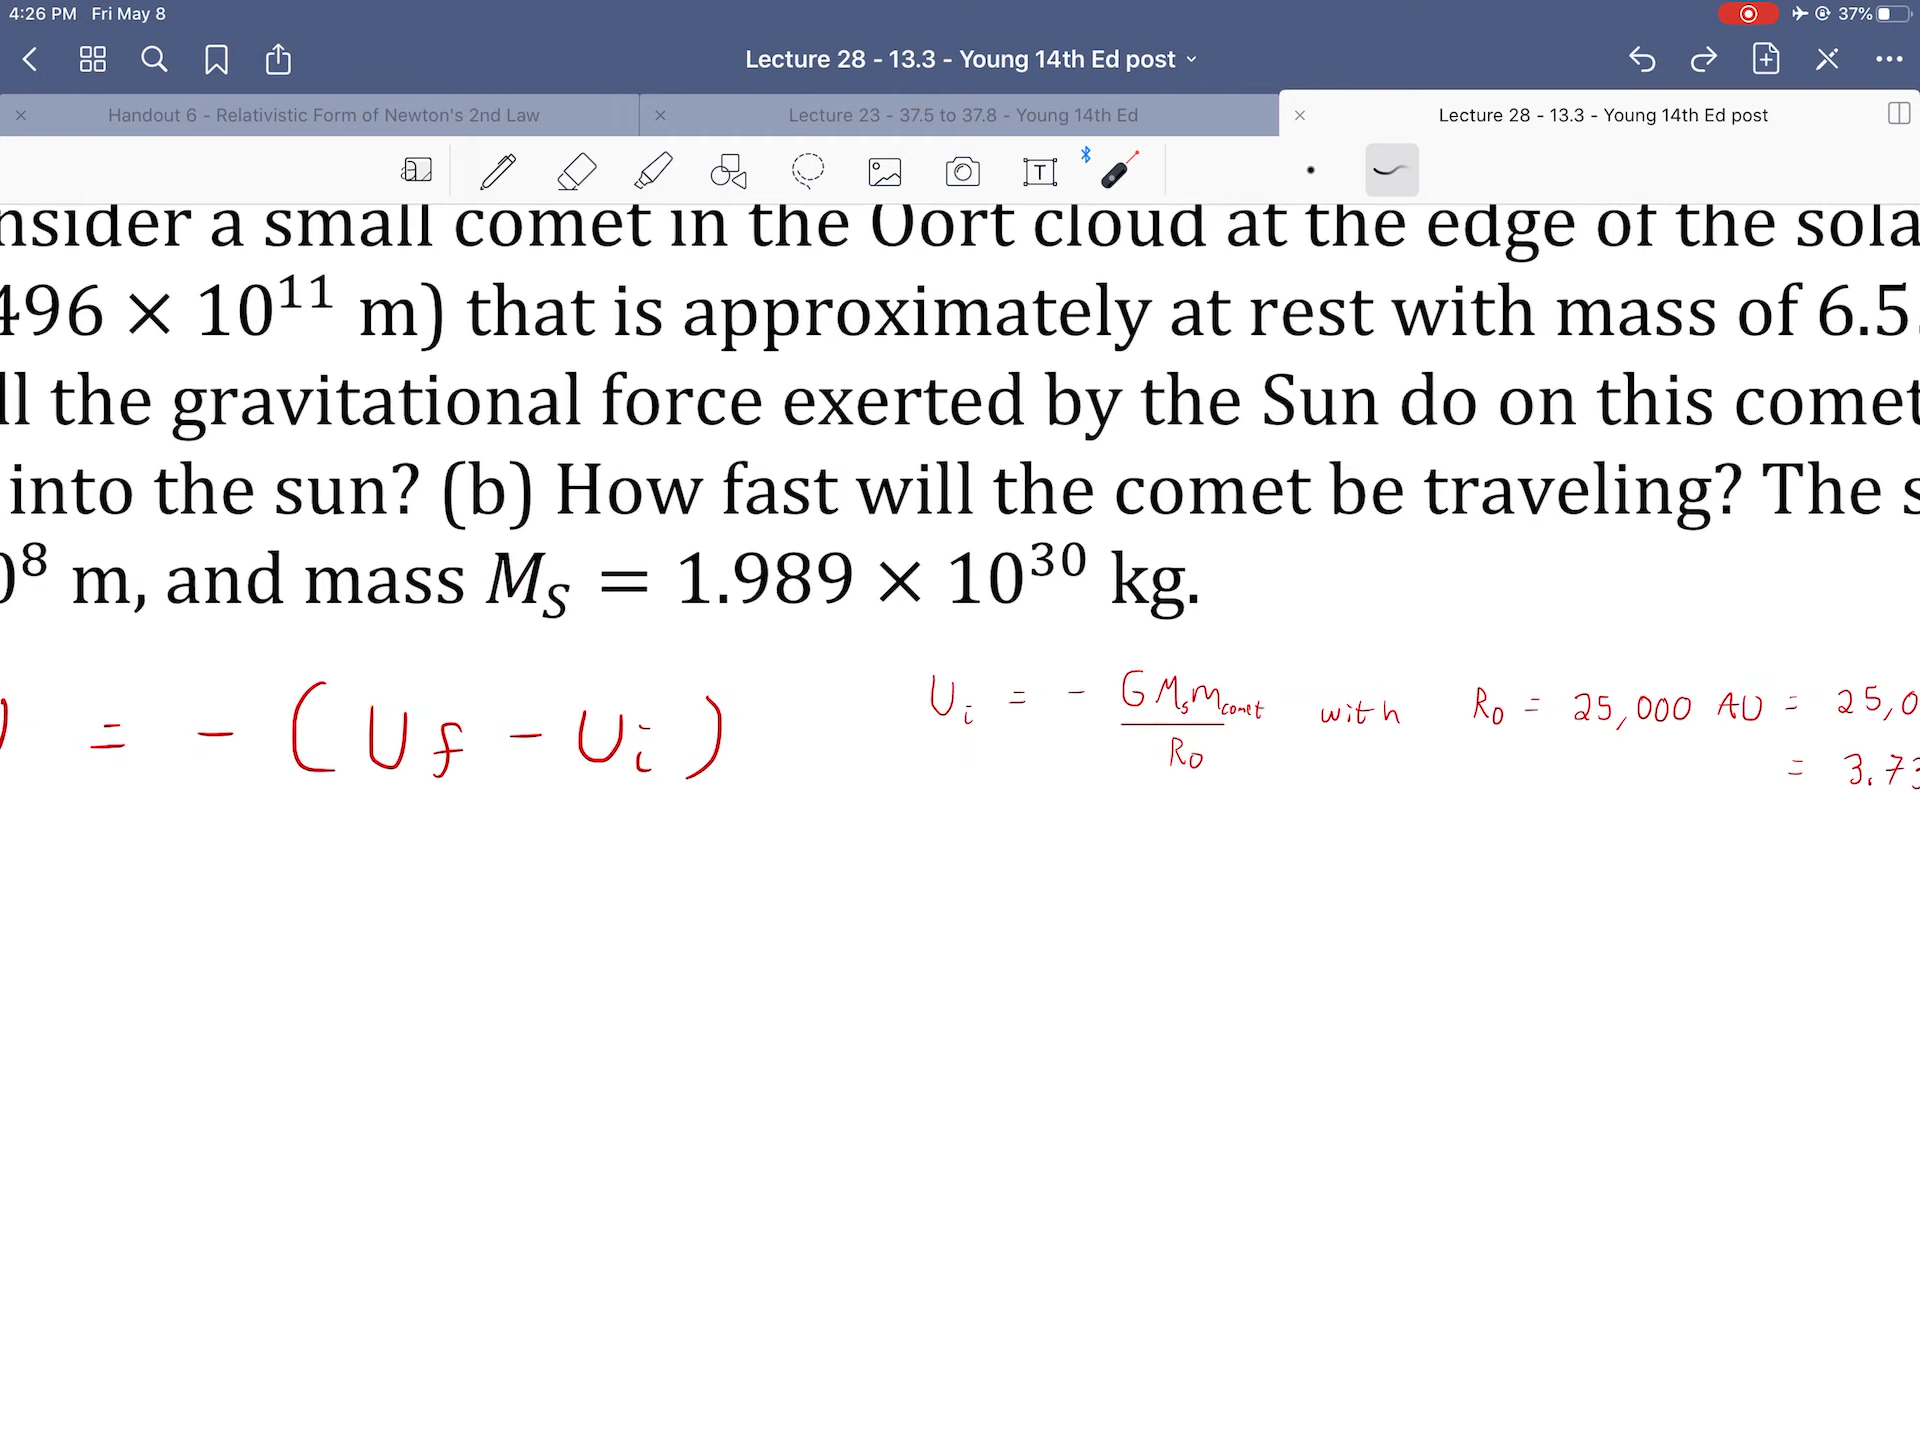 4:26 PM Fri May 8
37%
Lecture 28 - 13.3 - Young 14th Ed post
Handout 6 - Relativistic Form of Newton's 2nd Law
Lecture 23 - 37.5 to 37.8 - Young 14th Ed
Lecture 28 - 13.3 - Young 14th Ed post
nsider a small comet in the Oort cloud at the edge of the sola
496 × 10¹¹ m) that is approximately at rest with mass of 6.5
ll the gravitational force exerted by the Sun do on this comet
into the sun? (b) How fast will the comet be traveling? The s
0⁸ m, and mass M_S = 1.989 × 10³⁰ kg.
= - (U_f - U_i)
U_i = - G M_s m_comet / R_0 with R_0 = 25,000 AU = 25,0
= 3.73